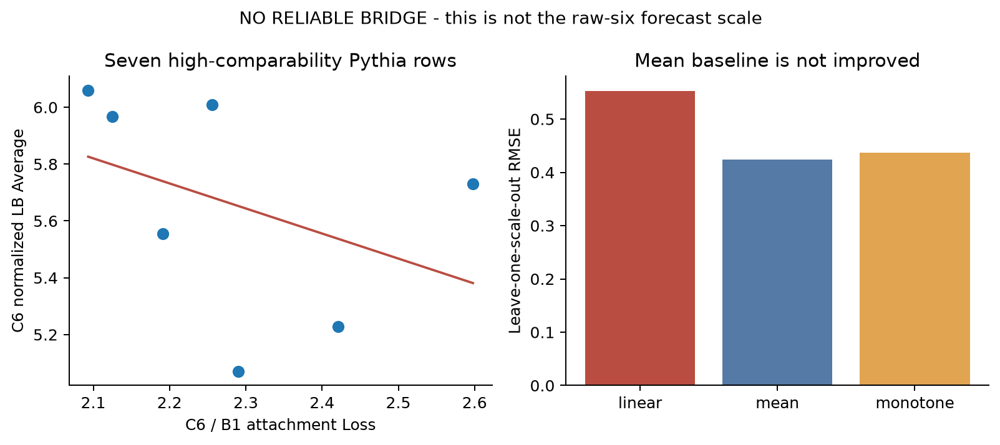 NO RELIABLE BRIDGE - this is not the raw-six forecast scale
Seven high-comparability Pythia rows
C6 normalized LB Average
6.0
5.8
5.6
5.4
5.2
2.1 2.2 2.3 2.4 2.5 2.6
C6 / B1 attachment Loss
Mean baseline is not improved
Leave-one-scale-out RMSE
0.5
0.4
0.3
0.2
0.1
0.0
linear mean monotone